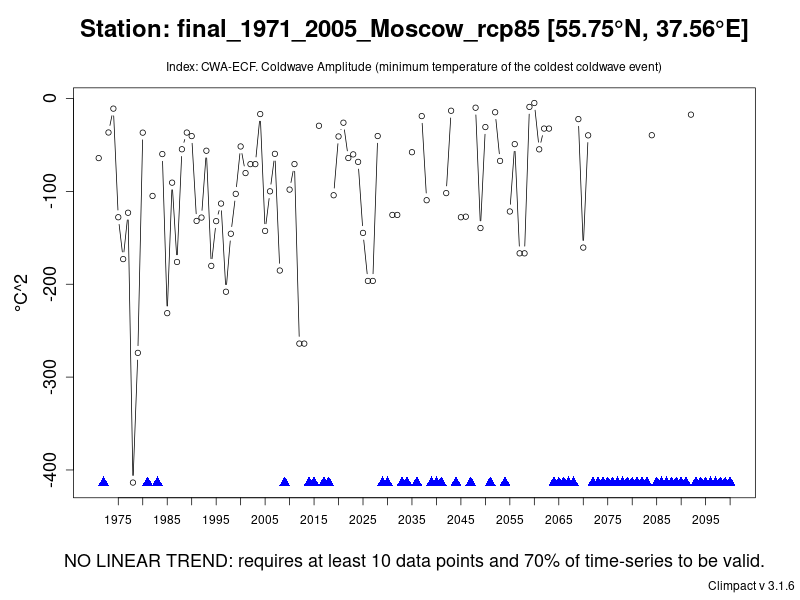 Station: final_1971_2005_Moscow_rcp85 [55.75°N, 37.56°E]
Index: CWA-ECF. Coldwave Amplitude (minimum temperature of the coldest coldwave event)
0
-100
-200
-300
-400
°C^2
1975 1985 1995 2005 2015 2025 2035 2045 2055 2065 2075 2085 2095
NO LINEAR TREND: requires at least 10 data points and 70% of time-series to be valid.
Climpact v 3.1.6